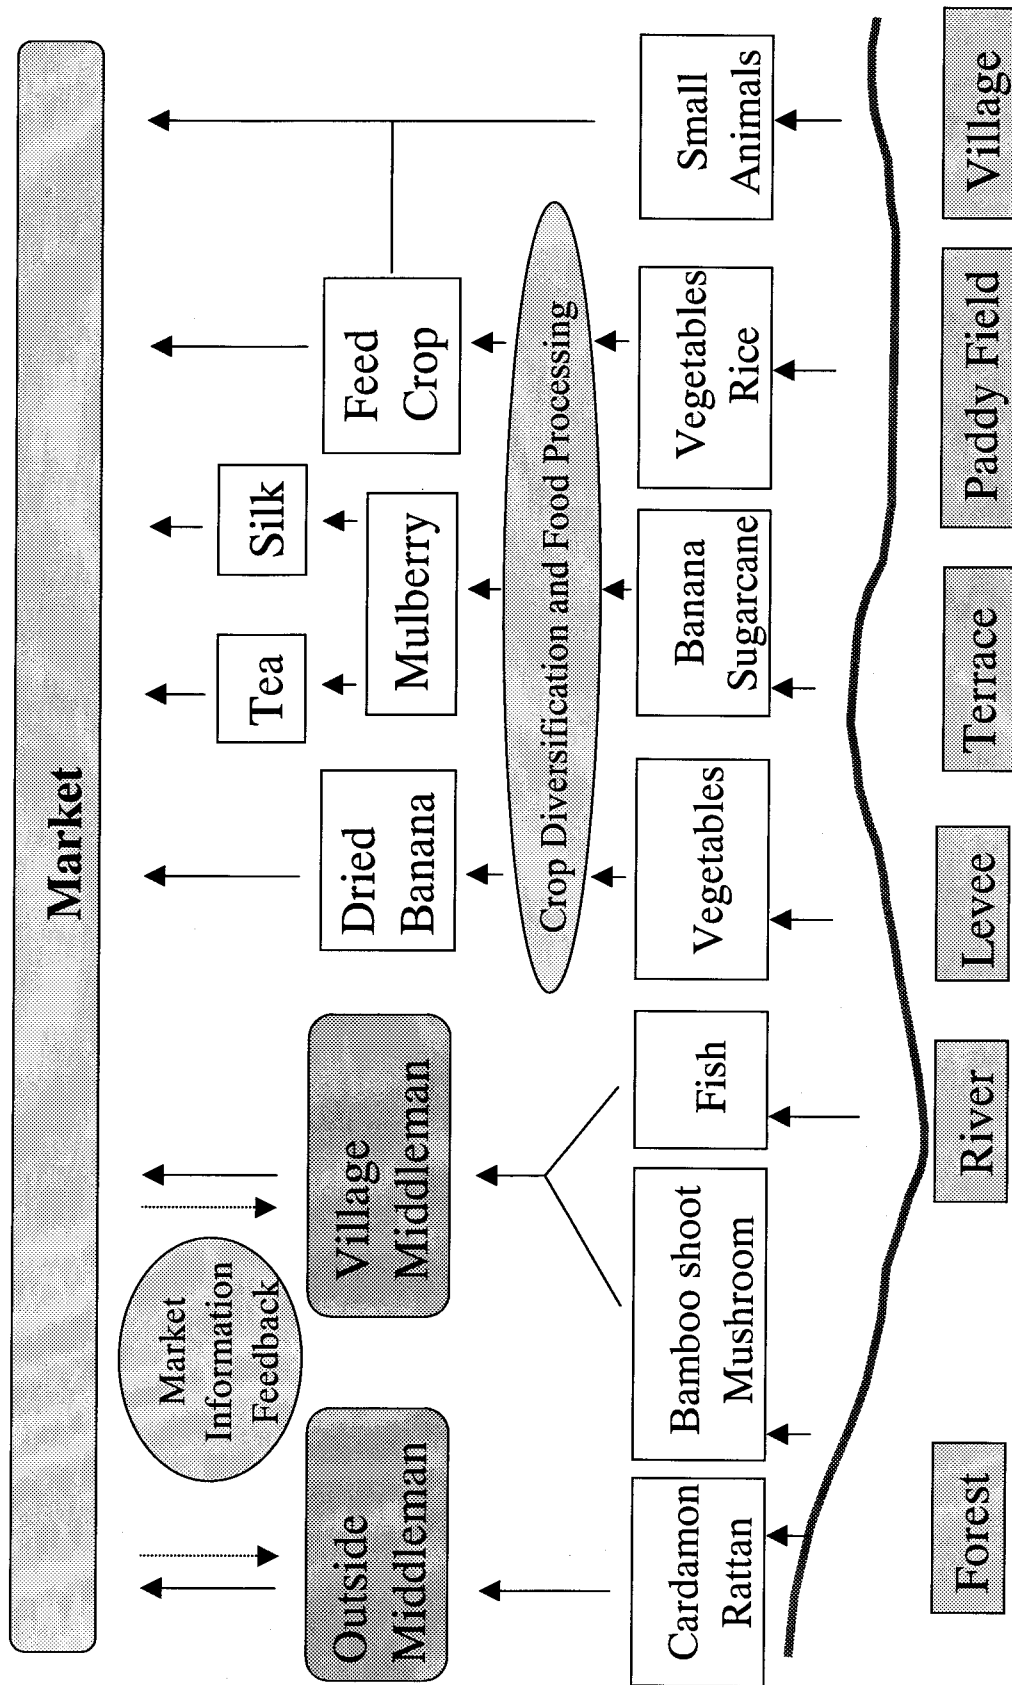 Market
Market
Information
Feedback
Outside
Middleman
Village
Middleman
Dried
Banana
Tea
Silk
Mulberry
Feed
Crop
Crop Diversification and Food Processing
Cardamon
Rattan
Bamboo shoot
Mushroom
Fish
Vegetables
Banana
Sugarcane
Vegetables
Rice
Small
Animals
Forest
River
Levee
Terrace
Paddy Field
Village